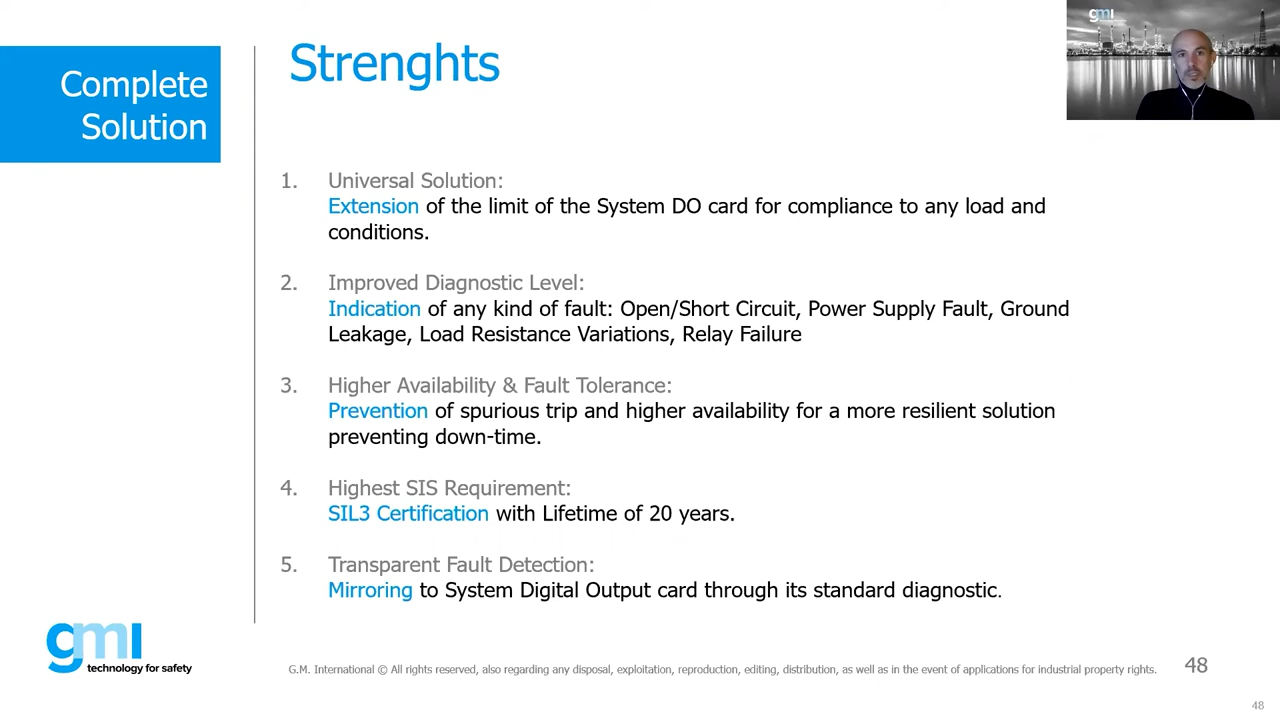 gmi
Complete
Solution
Strenghts
1. Universal Solution:
Extension of the limit of the System DO card for compliance to any load and
conditions.
2. Improved Diagnostic Level:
Indication of any kind of fault: Open/Short Circuit, Power Supply Fault, Ground
Leakage, Load Resistance Variations, Relay Failure
3. Higher Availability & Fault Tolerance:
Prevention of spurious trip and higher availability for a more resilient solution
preventing down-time.
4. Highest SIS Requirement:
SIL3 Certification with Lifetime of 20 years.
5. Transparent Fault Detection:
Mirroring to System Digital Output card through its standard diagnostic.
gmi
technology for safety
G.M. International © All rights reserved, also regarding any disposal, exploitation, reproduction, editing, distribution, as well as in the event of applications for industrial property rights.
48
48